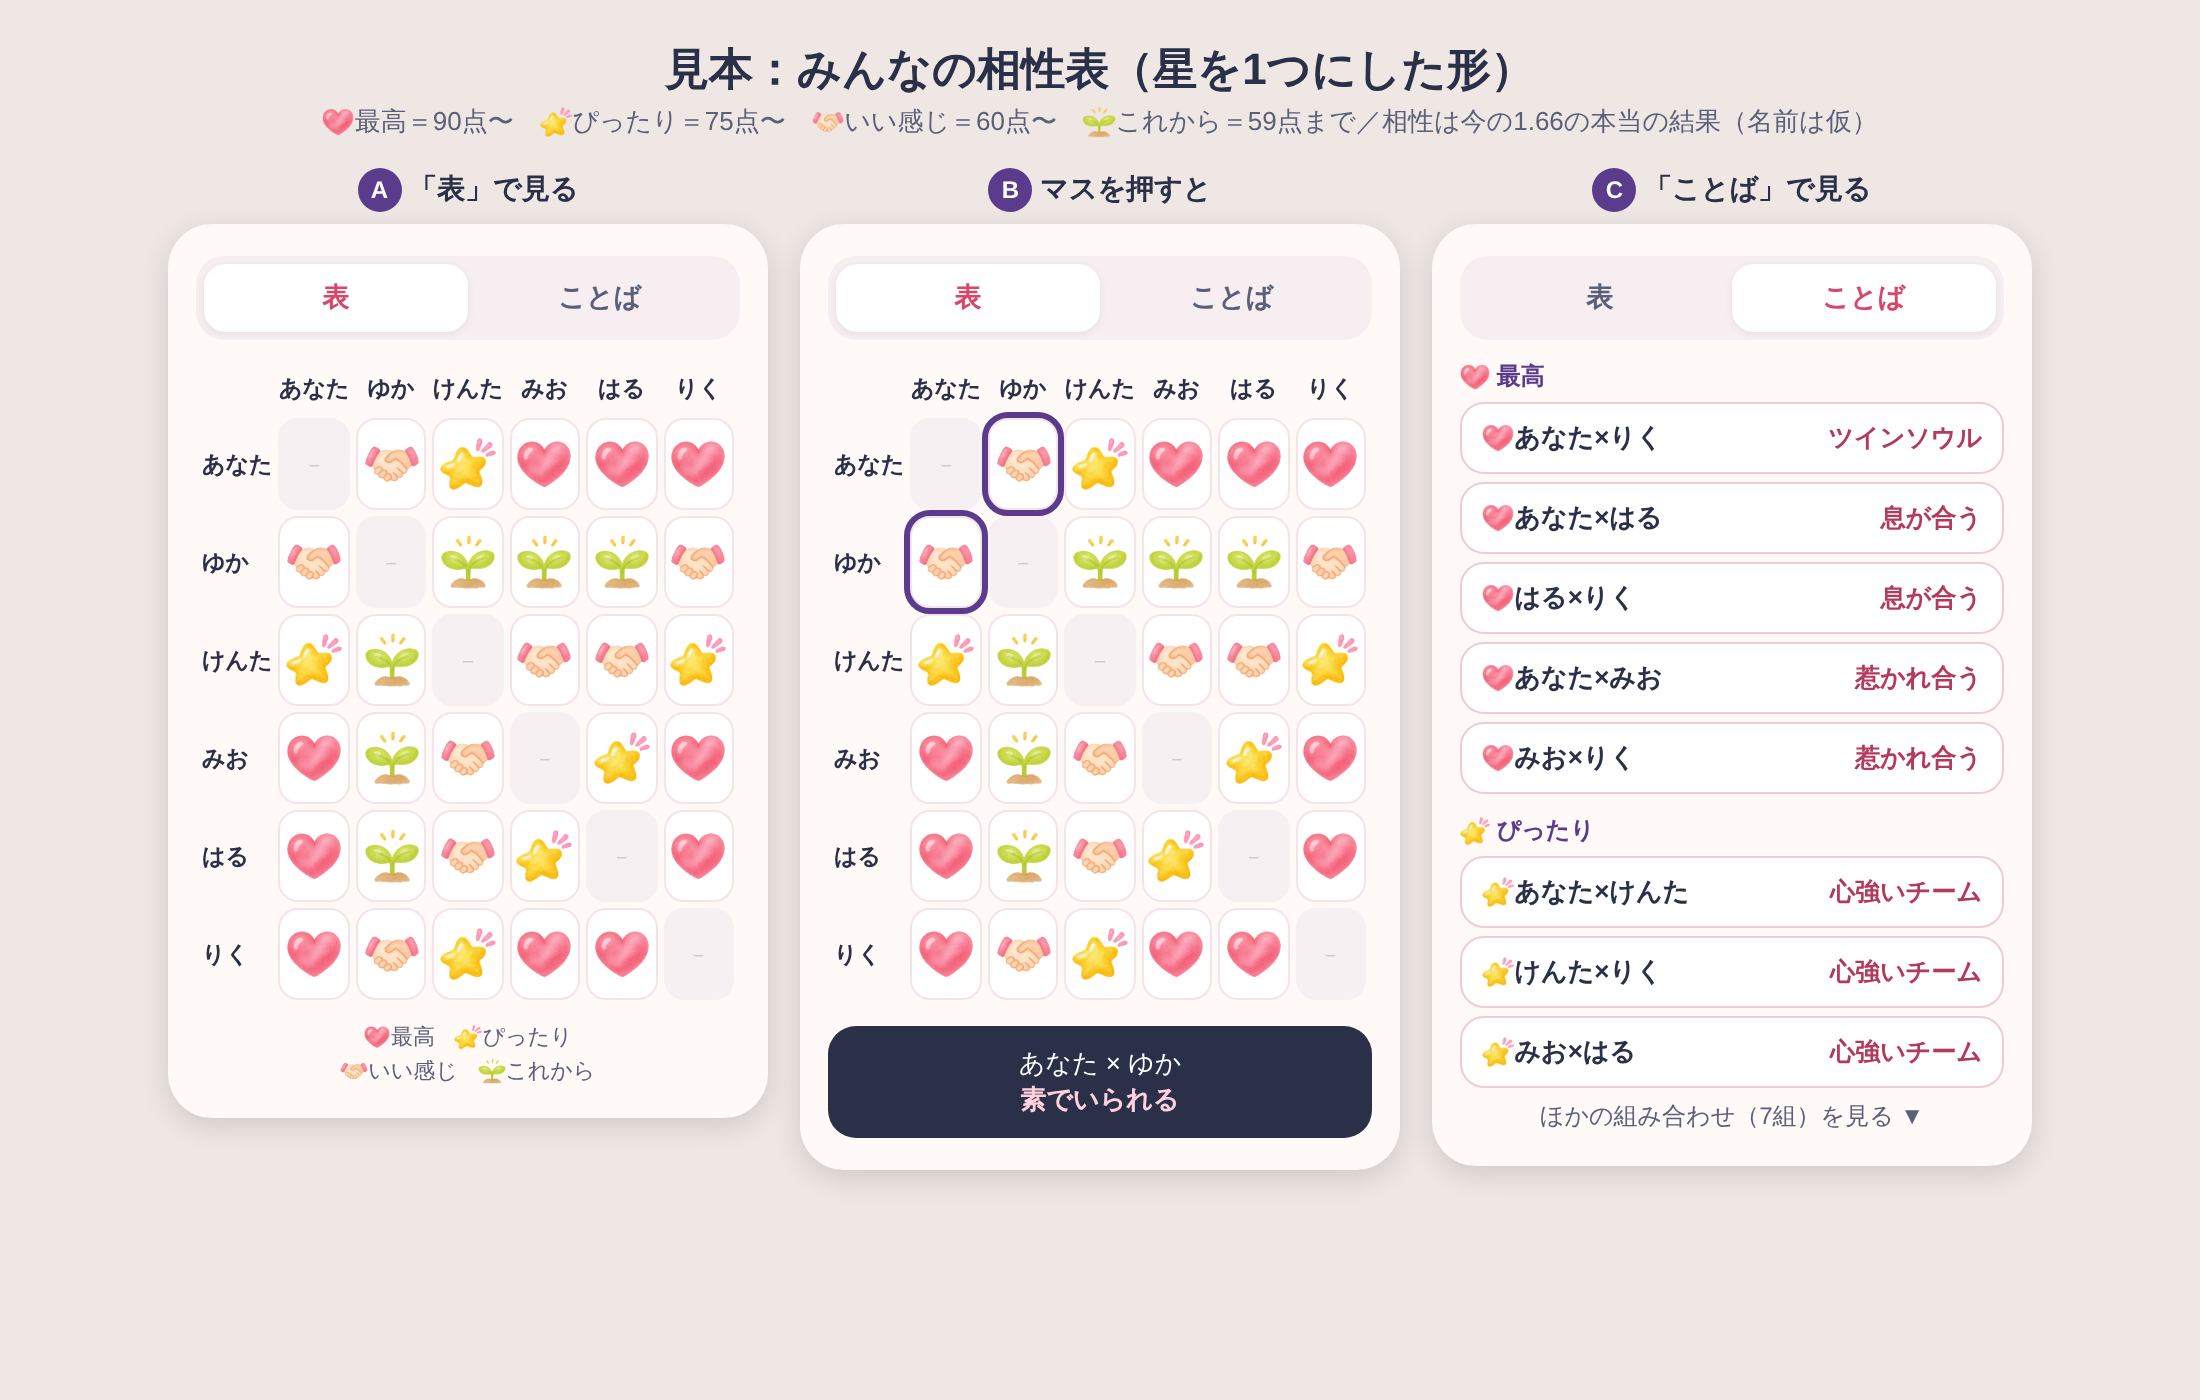 見本：みんなの相性表（星を1つにした形）
💗最高＝90点〜　🌟ぴったり＝75点〜　🤝いい感じ＝60点〜　🌱これから＝59点まで／相性は今の1.66の本当の結果（名前は仮）
A 「表」で見る
表　ことば
あなた ゆか けんた みお はる りく
あなた –
ゆか –
けんた –
みお –
はる –
りく –
💗最高　🌟ぴったり
🤝いい感じ　🌱これから
B マスを押すと
表　ことば
あなた ゆか けんた みお はる りく
あなた –
ゆか –
けんた –
みお –
はる –
りく –
あなた × ゆか
素でいられる
C 「ことば」で見る
表　ことば
💗 最高
💗あなた×りく　ツインソウル
💗あなた×はる　息が合う
💗はる×りく　息が合う
💗あなた×みお　惹かれ合う
💗みお×りく　惹かれ合う
🌟 ぴったり
🌟あなた×けんた　心強いチーム
🌟けんた×りく　心強いチーム
🌟みお×はる　心強いチーム
ほかの組み合わせ（7組）を見る ▼